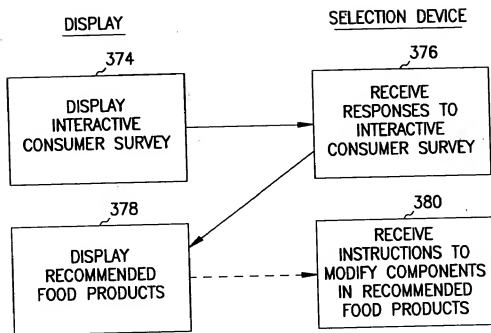 DISPLAY
SELECTION DEVICE
374
376
DISPLAY
INTERACTIVE
CONSUMER SURVEY
RECEIVE
RESPONSES TO
INTERACTIVE
CONSUMER SURVEY
378
380
DISPLAY
RECOMMENDED
FOOD PRODUCTS
RECEIVE
INSTRUCTIONS TO
MODIFY COMPONENTS
IN RECOMMENDED
FOOD PRODUCTS